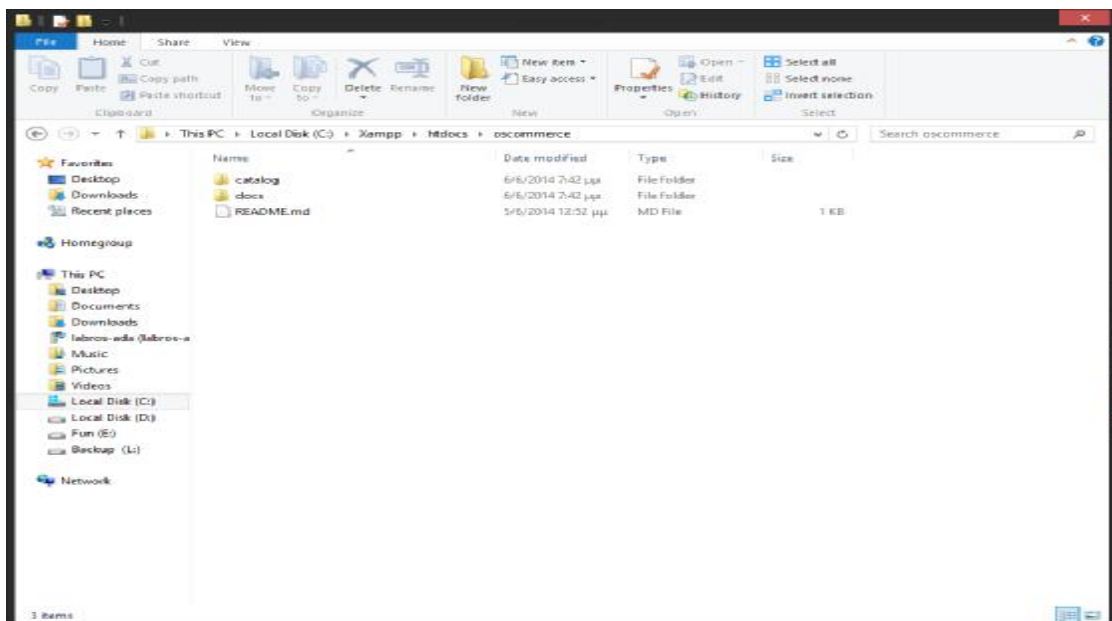 File Home Share View
Copy
Paste
Cut
Copy path
Paste shortcut
Clipboard
Move to
Copy to
Delete
Rename
Organize
New folder
New item
Easy access
New
Properties
Open
Edit
History
Open
Select all
Select none
Invert selection
Select
This PC Local Disk (C:) Xampp htdocs oscommerce
Search oscommerce
Favorites
Desktop
Downloads
Recent places
Homegroup
This PC
Desktop
Documents
Downloads
Music
Pictures
Videos
Local Disk (C:)
Local Disk (D:)
Fun (E:)
Backup (L:)
Network
Name Date modified Type Size
catalog 6/6/2014 7:42 μμ File folder
docs 6/6/2014 7:42 μμ File folder
README.md 5/6/2014 12:52 μμ MD File 1 KB
3 items